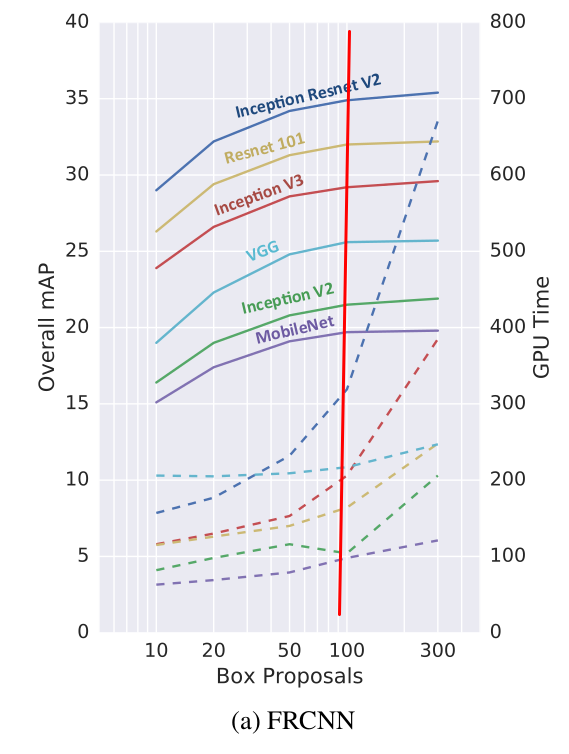 40
35
30
25
20
15
10
5
0
Overall mAP
800
700
600
500
400
300
200
100
0
GPU Time
Inception Resnet V2
Resnet 101
Inception V3
VGG
Inception V2
MobileNet
10 20 50 100 300
Box Proposals
(a) FRCNN